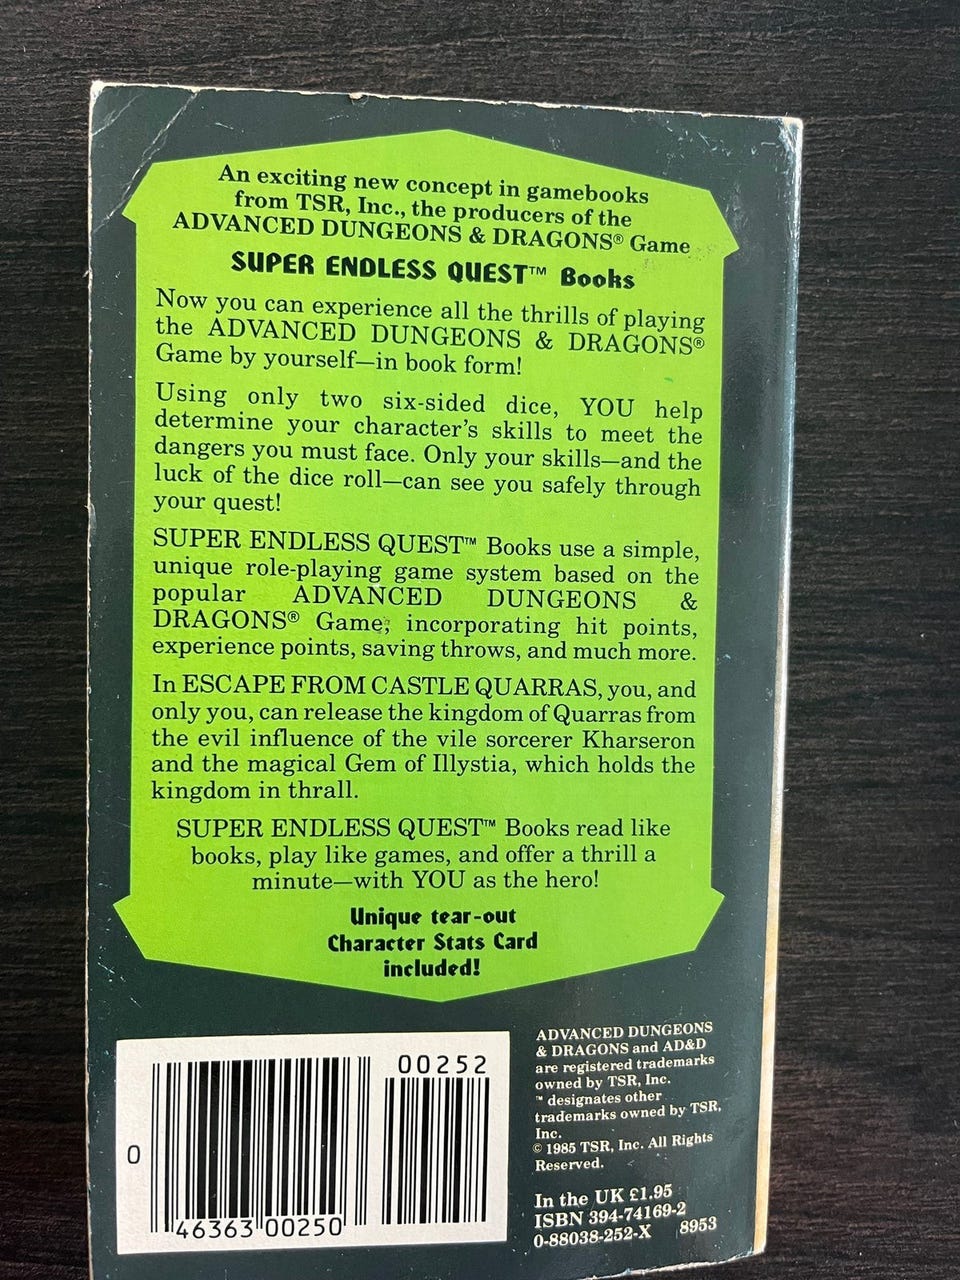 An exciting new concept in gamebooks
from TSR, Inc., the producers of the
ADVANCED DUNGEONS & DRAGONS® Game
SUPER ENDLESS QUEST™ Books
Now you can experience all the thrills of playing
the ADVANCED DUNGEONS & DRAGONS®
Game by yourself—in book form!
Using only two six-sided dice, YOU help
determine your character's skills to meet the
dangers you must face. Only your skills—and the
luck of the dice roll—can see you safely through
your quest!
SUPER ENDLESS QUEST™ Books use a simple,
unique role-playing game system based on the
popular ADVANCED DUNGEONS &
DRAGONS® Game, incorporating hit points,
experience points, saving throws, and much more.
In ESCAPE FROM CASTLE QUARRAS, you, and
only you, can release the kingdom of Quarras from
the evil influence of the vile sorcerer Kharseron
and the magical Gem of Illystia, which holds the
kingdom in thrall.
SUPER ENDLESS QUEST™ Books read like
books, play like games, and offer a thrill a
minute—with YOU as the hero!
Unique tear-out
Character Stats Card
included!
00252
0
46363 00250
ADVANCED DUNGEONS
& DRAGONS and AD&D
are registered trademarks
owned by TSR, Inc.
™ designates other
trademarks owned by TSR,
Inc.
© 1985 TSR, Inc. All Rights
Reserved.
In the UK £1.95
ISBN 394-74169-2
0-88038-252-X 8953